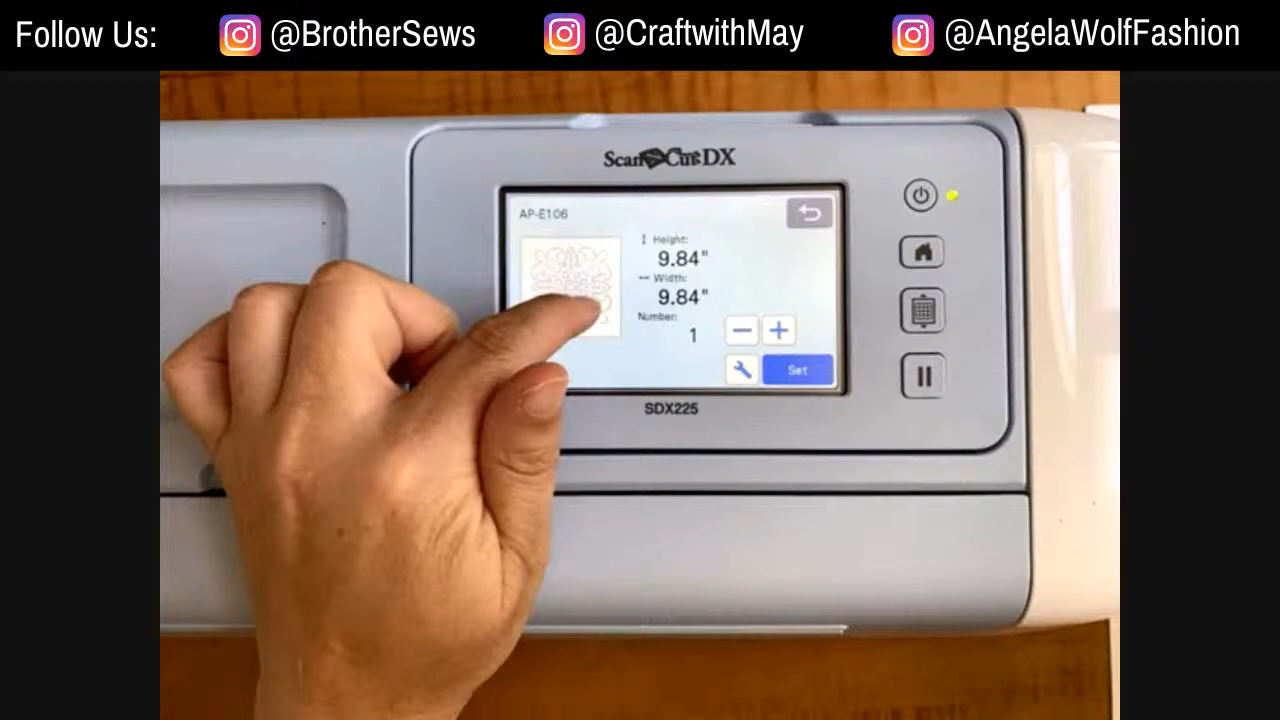 Follow Us: @BrotherSews @CraftwithMay @AngelaWolfFashion
ScanNCut DX
AP-E106
Height:
9.84"
Width:
9.84"
Number:
1
Set
SDX225